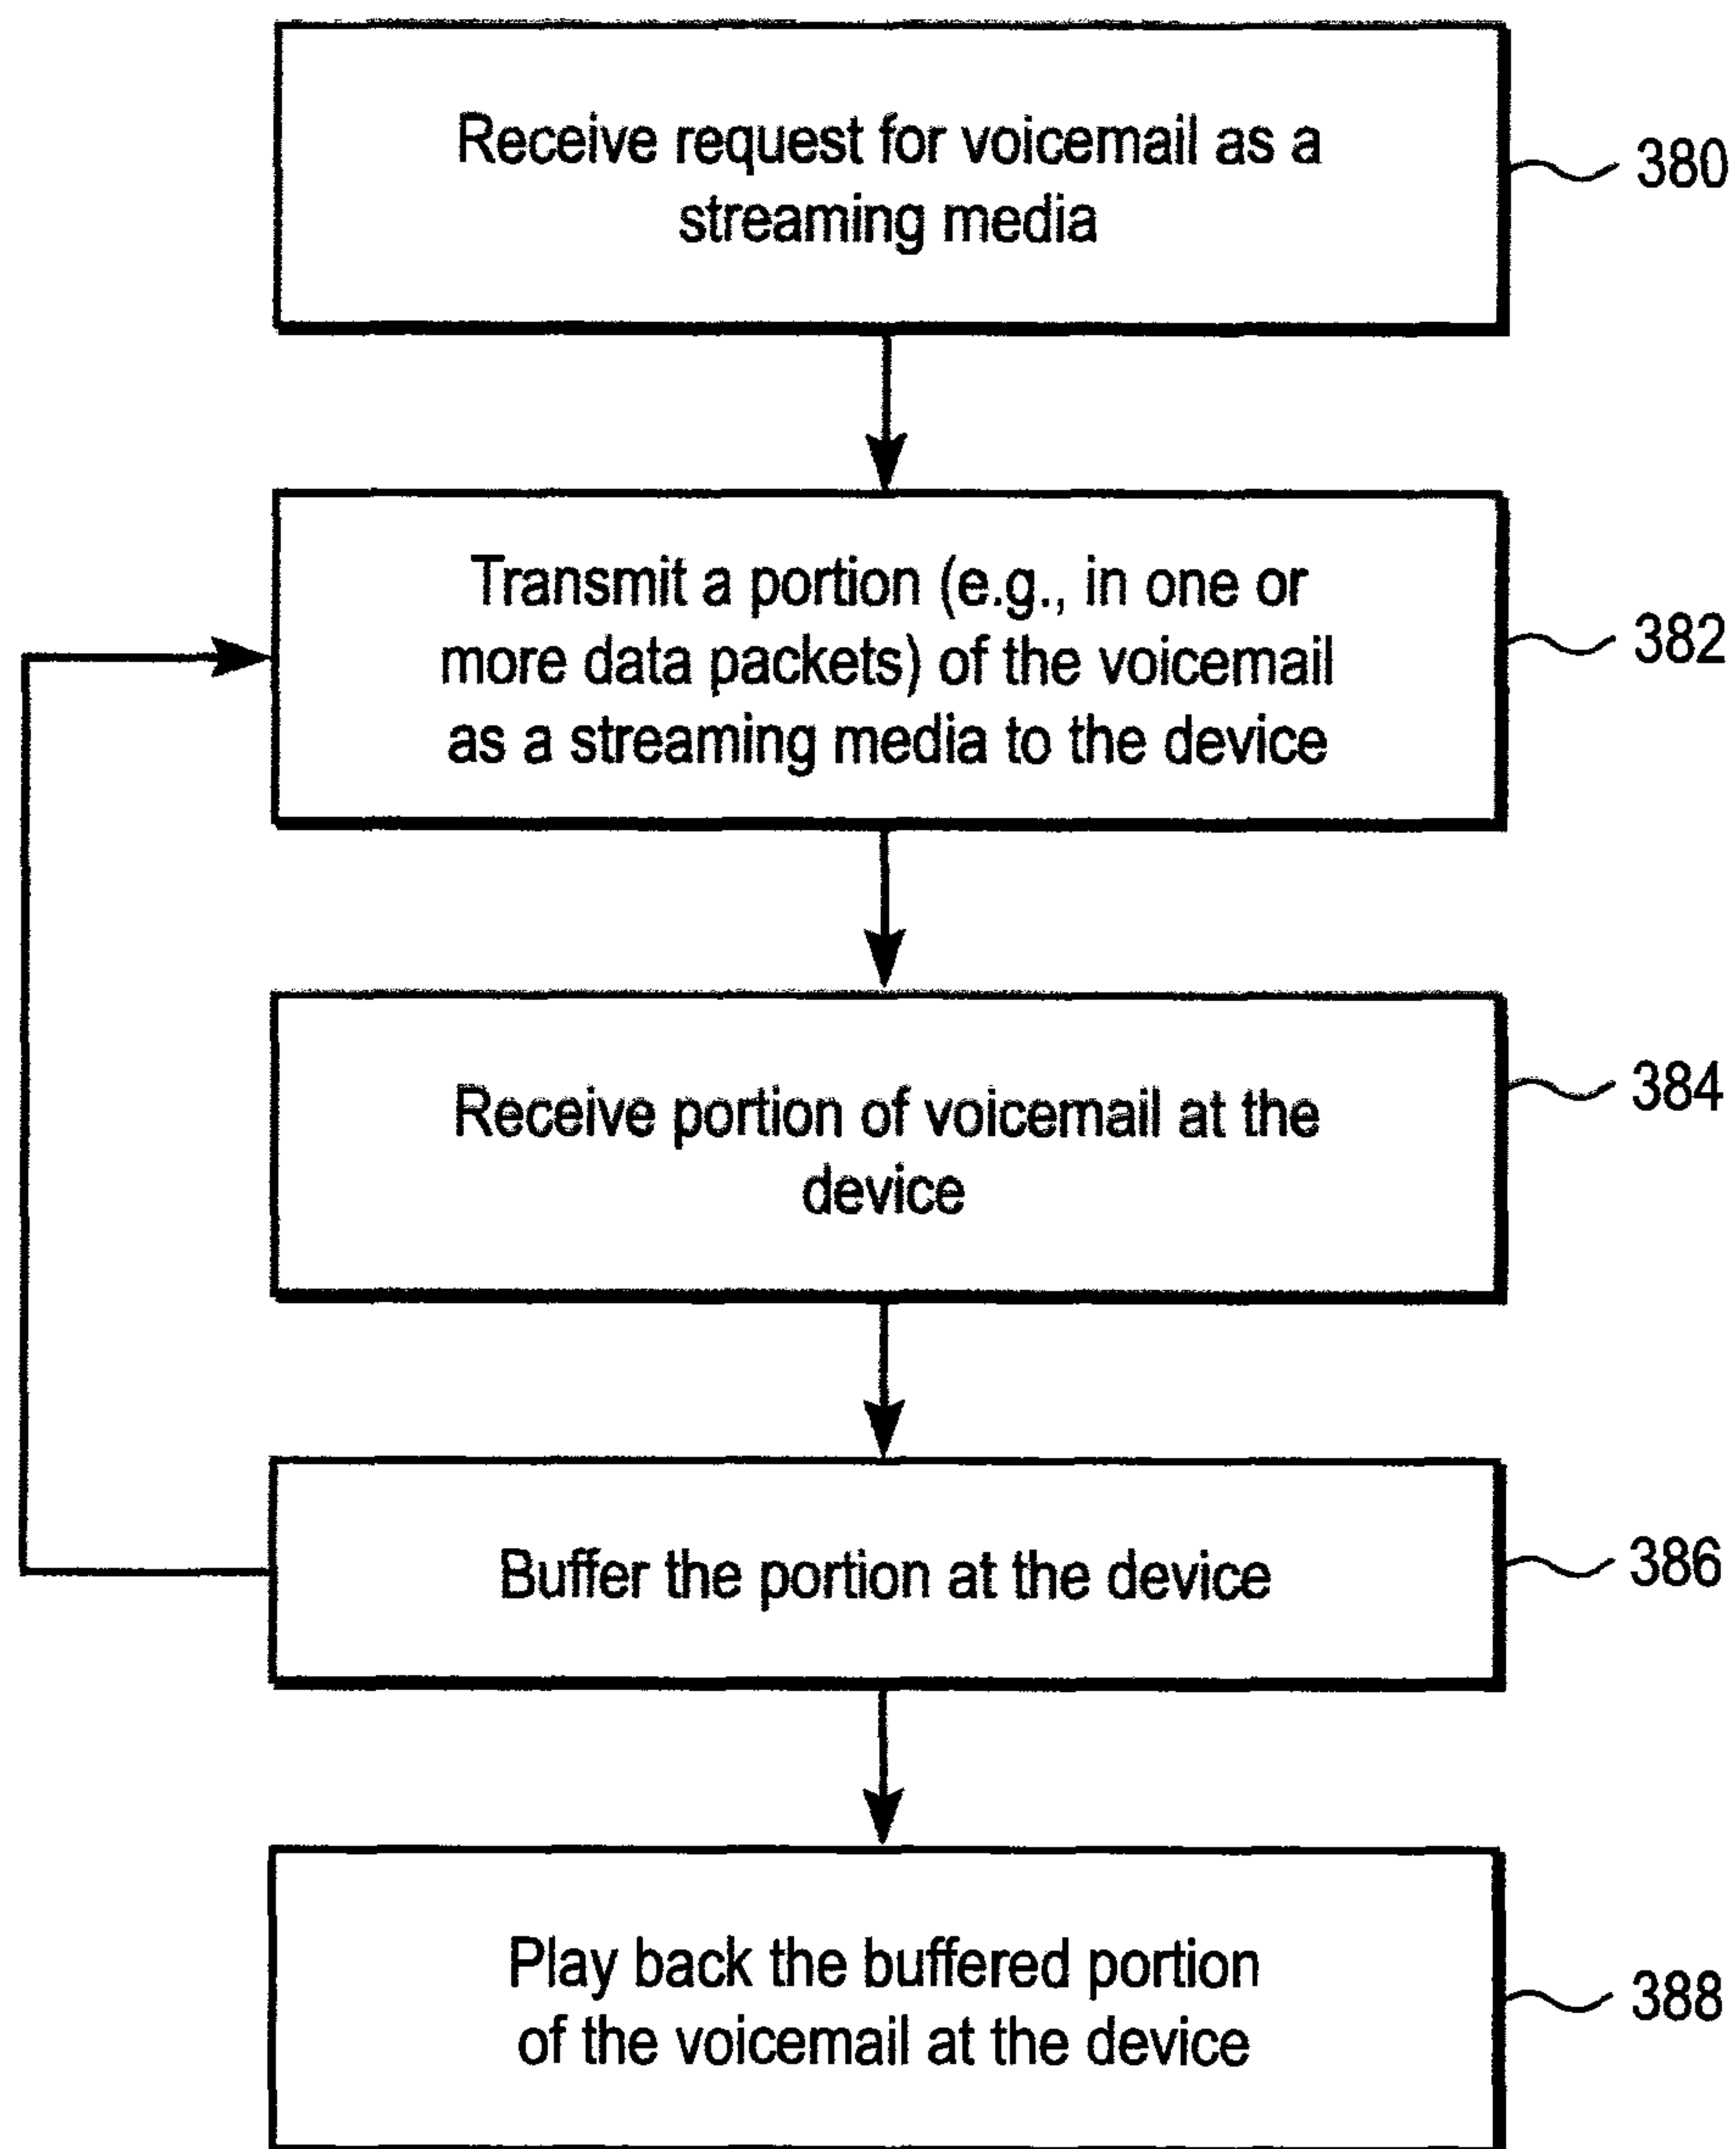 Receive request for voicemail as a
streaming media
380
Transmit a portion (e.g., in one or
more data packets) of the voicemail
as a streaming media to the device
382
Receive portion of voicemail at the
device
384
Buffer the portion at the device
386
Play back the buffered portion
of the voicemail at the device
388